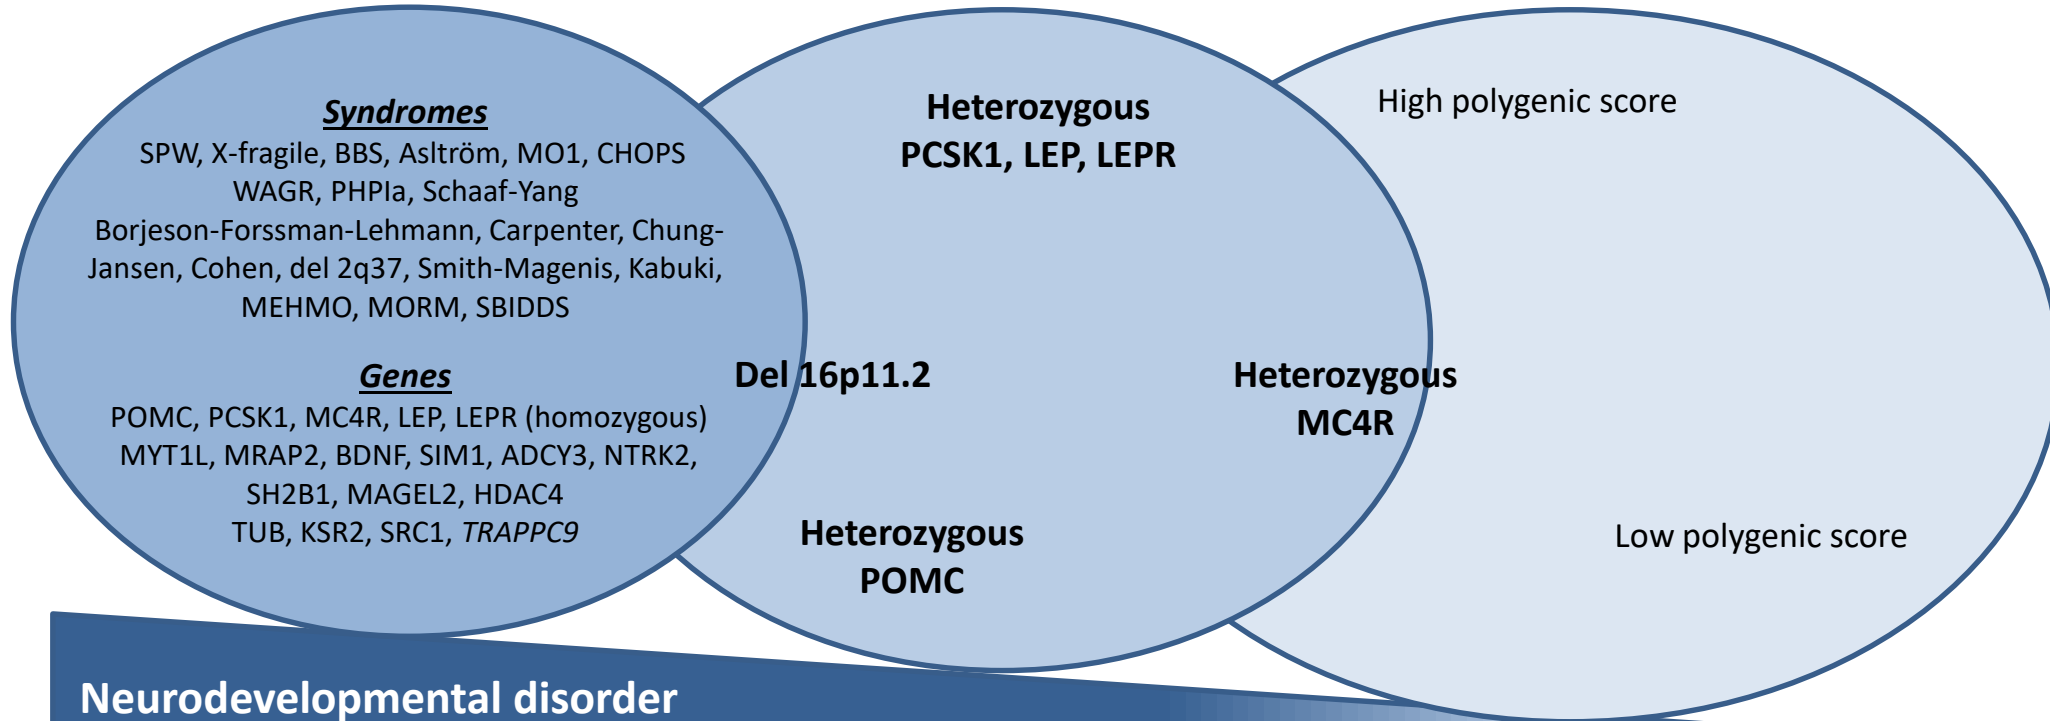 Syndromes
SPW, X-fragile, BBS, Asltröm, MO1, CHOPS
WAGR, PHPIa, Schaaf-Yang
Borjeson-Forssman-Lehmann, Carpenter, Chung-
Jansen, Cohen, del 2q37, Smith-Magenis, Kabuki,
MEHMO, MORM, SBIDDS
Genes
POMC, PCSK1, MC4R, LEP, LEPR (homozygous)
MYT1L, MRAP2, BDNF, SIM1, ADCY3, NTRK2,
SH2B1, MAGEL2, HDAC4
TUB, KSR2, SRC1, TRAPPC9
Del 16p11.2
Heterozygous
PCSK1, LEP, LEPR
Heterozygous
POMC
Heterozygous
MC4R
High polygenic score
Low polygenic score
Neurodevelopmental disorder